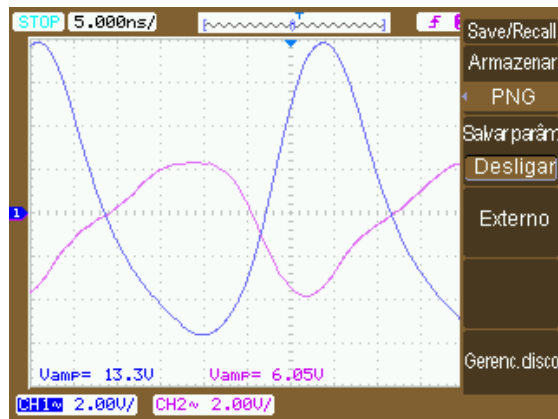 STOP 5.000ns/ T
Save/Recall
Armazenar
PNG
Salvar parâm
Desligar
1
Externo
Vamp= 13.3V Vamp= 6.05V
Gerenc.disco
CH1~ 2.00V/ CH2~ 2.00V/